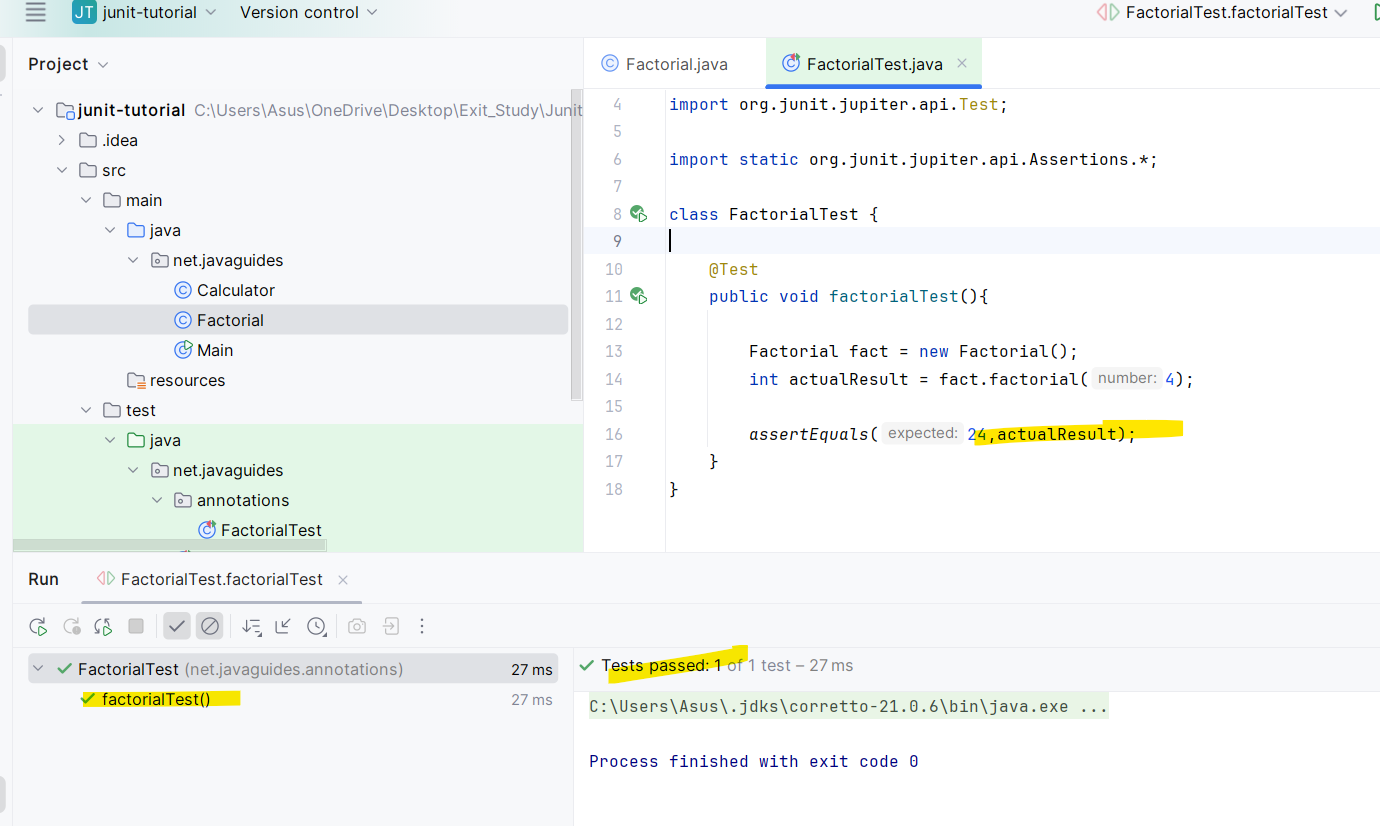 JT junit-tutorial Version control FactorialTest.factorialTest
Project
junit-tutorial C:\Users\Asus\OneDrive\Desktop\Exit_Study\Junit
.idea
src
main
java
net.javaguides
Calculator
Factorial
Main
resources
test
java
net.javaguides
annotations
FactorialTest
Factorial.java FactorialTest.java
4 import org.junit.jupiter.api.Test;
5
6 import static org.junit.jupiter.api.Assertions.*;
7
8 class FactorialTest {
9
10 @Test
11 public void factorialTest(){
12
13 Factorial fact = new Factorial();
14 int actualResult = fact.factorial( number: 4);
15
16 assertEquals( expected: 24,actualResult);
17 }
18 }
Run FactorialTest.factorialTest
FactorialTest (net.javaguides.annotations) 27 ms
factorialTest() 27 ms
Tests passed: 1 of 1 test – 27 ms
C:\Users\Asus\.jdks\corretto-21.0.6\bin\java.exe ...
Process finished with exit code 0